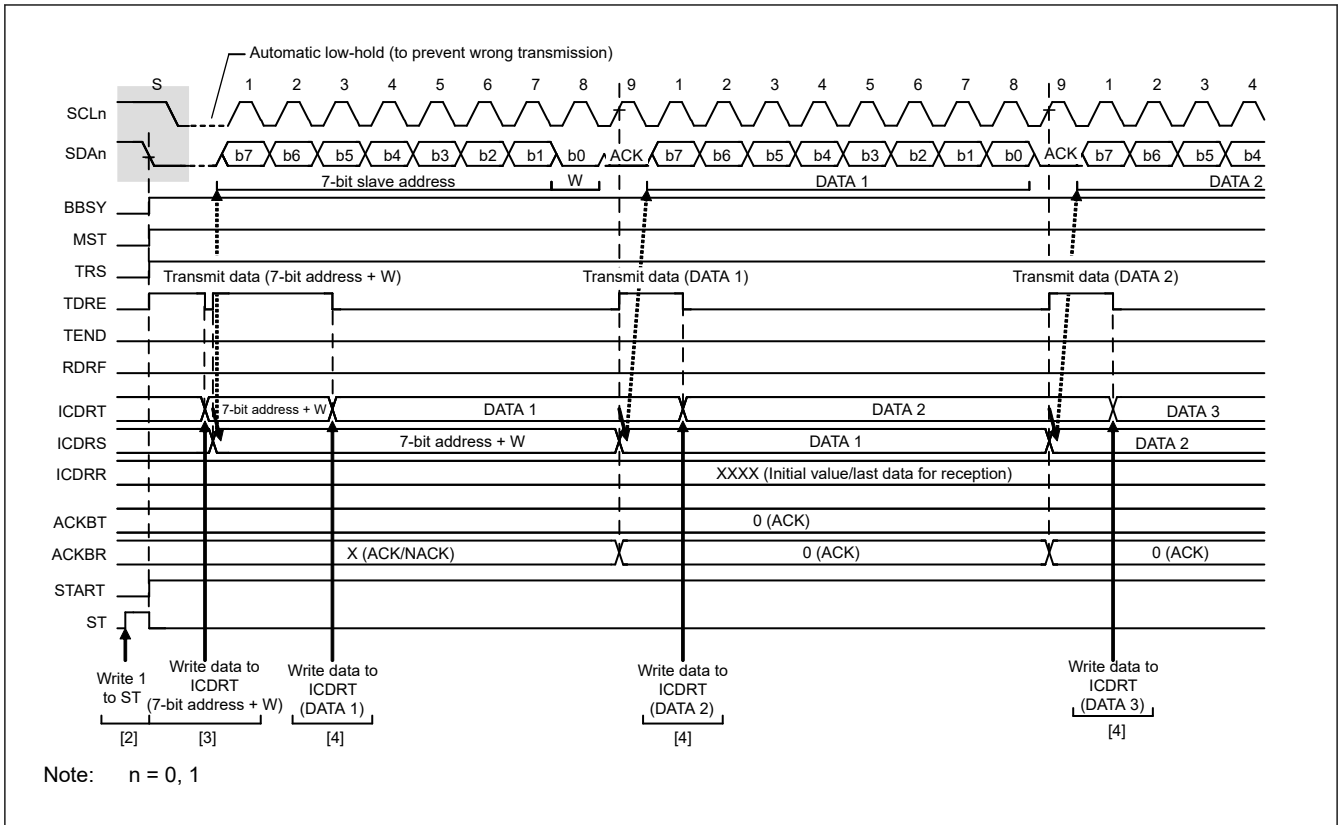 Automatic low-hold (to prevent wrong transmission)
S 1 2 3 4 5 6 7 8 9 1 2 3 4 5 6 7 8 9 1 2 3 4
SCLn
SDAn b7 b6 b5 b4 b3 b2 b1 b0 ACK b7 b6 b5 b4 b3 b2 b1 b0 ACK b7 b6 b5 b4
7-bit slave address W DATA 1 DATA 2
BBSY
MST
TRS
Transmit data (7-bit address + W) Transmit data (DATA 1) Transmit data (DATA 2)
TDRE
TEND
RDRF
ICDRT 7-bit address + W DATA 1 DATA 2 DATA 3
ICDRS 7-bit address + W DATA 1 DATA 2
ICDRR XXXX (Initial value/last data for reception)
ACKBT 0 (ACK)
ACKBR X (ACK/NACK) 0 (ACK) 0 (ACK)
START
ST
Write 1
to ST
[2]
Write data to
ICDRT
(7-bit address + W)
[3]
Write data to
ICDRT
(DATA 1)
[4]
Write data to
ICDRT
(DATA 2)
[4]
Write data to
ICDRT
(DATA 3)
[4]
Note: n = 0, 1